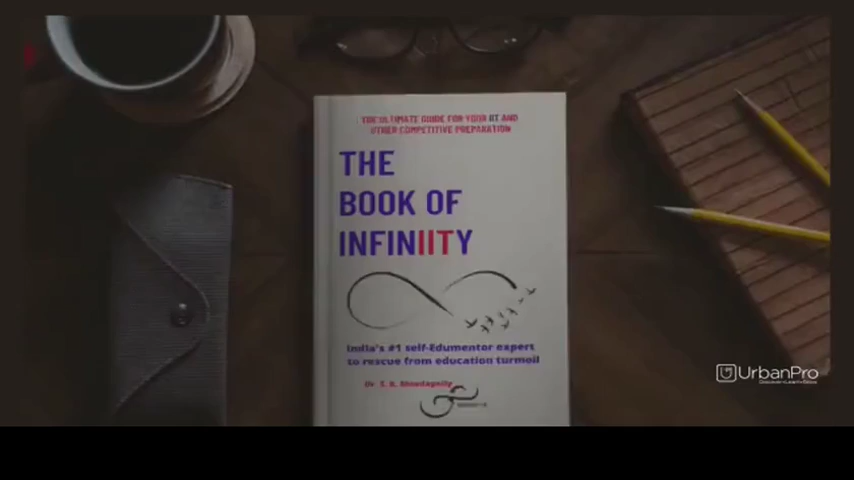 THE ULTIMATE GUIDE FOR YOUR IIT AND
OTHER COMPETITIVE PREPARATION
THE
BOOK OF
INFINIITY
India's #1 self-Edumentor expert
to rescue from education turmoil
UrbanPro